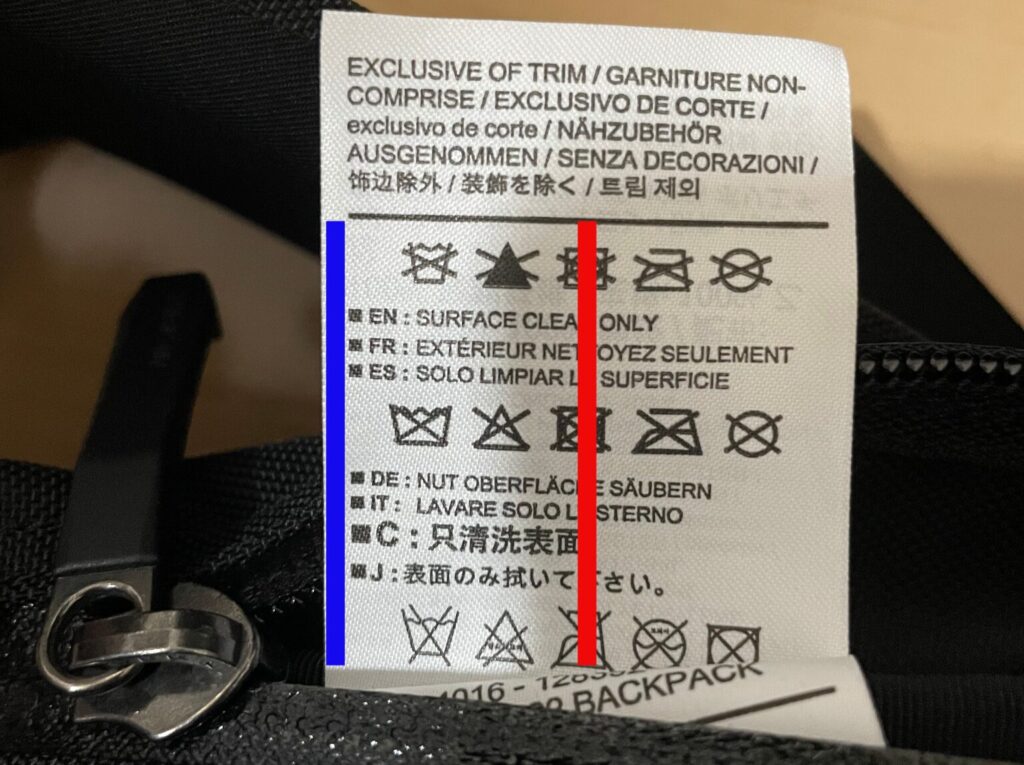 EXCLUSIVE OF TRIM / GARNITURE NON-
COMPRISE / EXCLUSIVO DE CORTE /
exclusivo de corte / NÄHZUBEHÖR
AUSGENOMMEN / SENZA DECORAZIONI /
饰边除外 / 装飾を除く / 트림 제외
EN : SURFACE CLEAN ONLY
FR : EXTÉRIEUR NETTOYEZ SEULEMENT
ES : SOLO LIMPIAR LA SUPERFICIE
DE : NUT OBERFLÄCHE SÄUBERN
IT : LAVARE SOLO L'ESTERNO
C : 只清洗表面
J : 表面のみ拭いて下さい。
BACKPACK